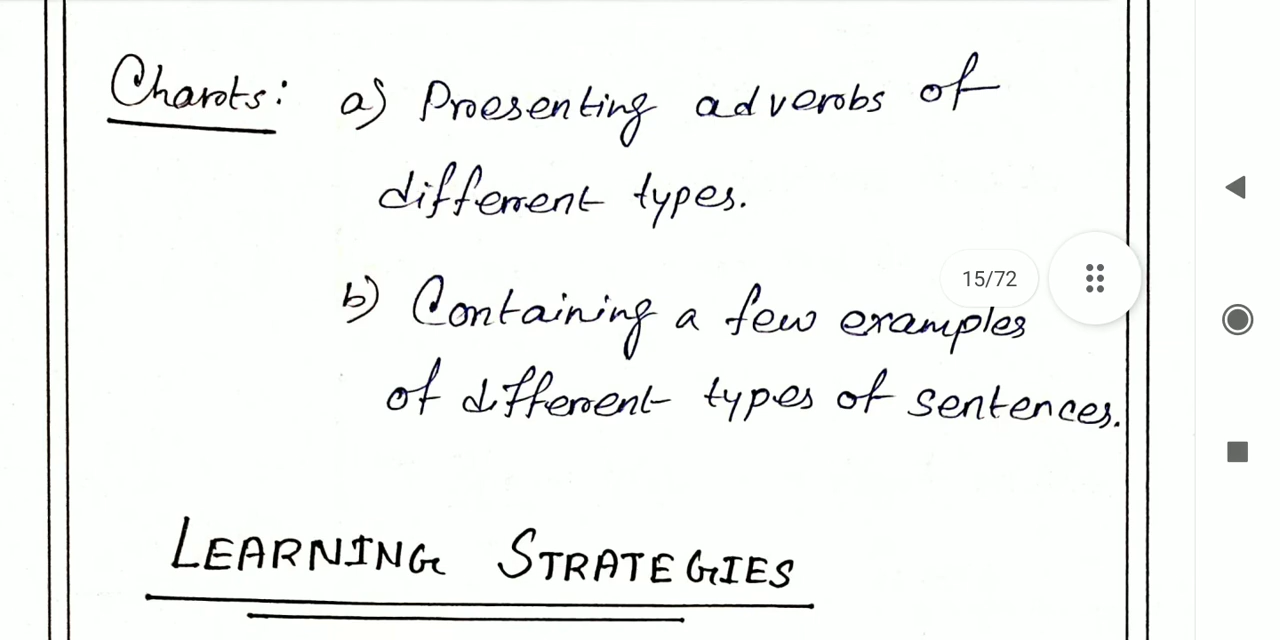 Charts: a) Presenting adverbs of
different types.
15/72
b) Containing a few examples
of different types of sentences.
LEARNING STRATEGIES